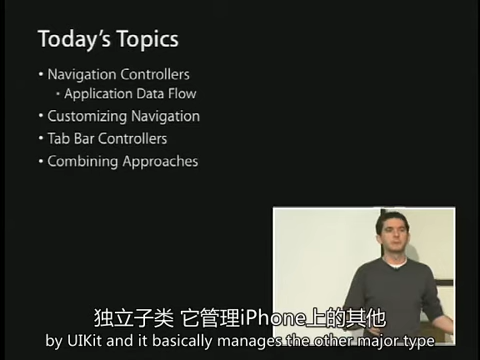 Today's Topics
• Navigation Controllers
• Application Data Flow
• Customizing Navigation
• Tab Bar Controllers
• Combining Approaches
独立子类 它管理iPhone上的其他
by UIKit and it basically manages the other major type